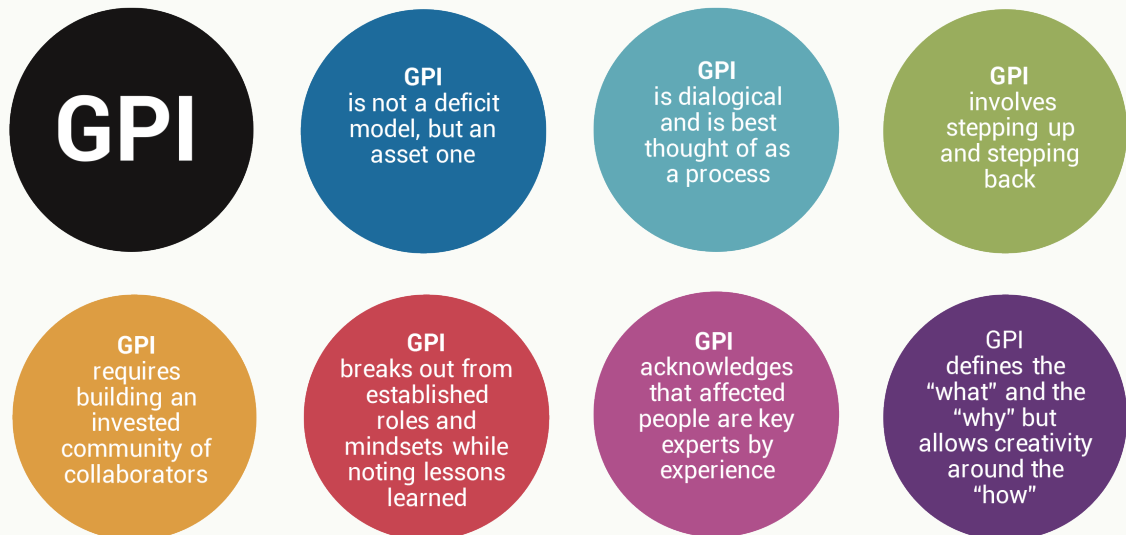 GPI
GPI
is not a deficit
model, but an
asset one
GPI
is dialogical
and is best
thought of as
a process
GPI
involves
stepping up
and stepping
back
GPI
requires
building an
invested
community of
collaborators
GPI
breaks out from
established
roles and
mindsets while
noting lessons
learned
GPI
acknowledges
that affected
people are key
experts by
experience
GPI
defines the
“what” and the
“why” but
allows creativity
around the
“how”